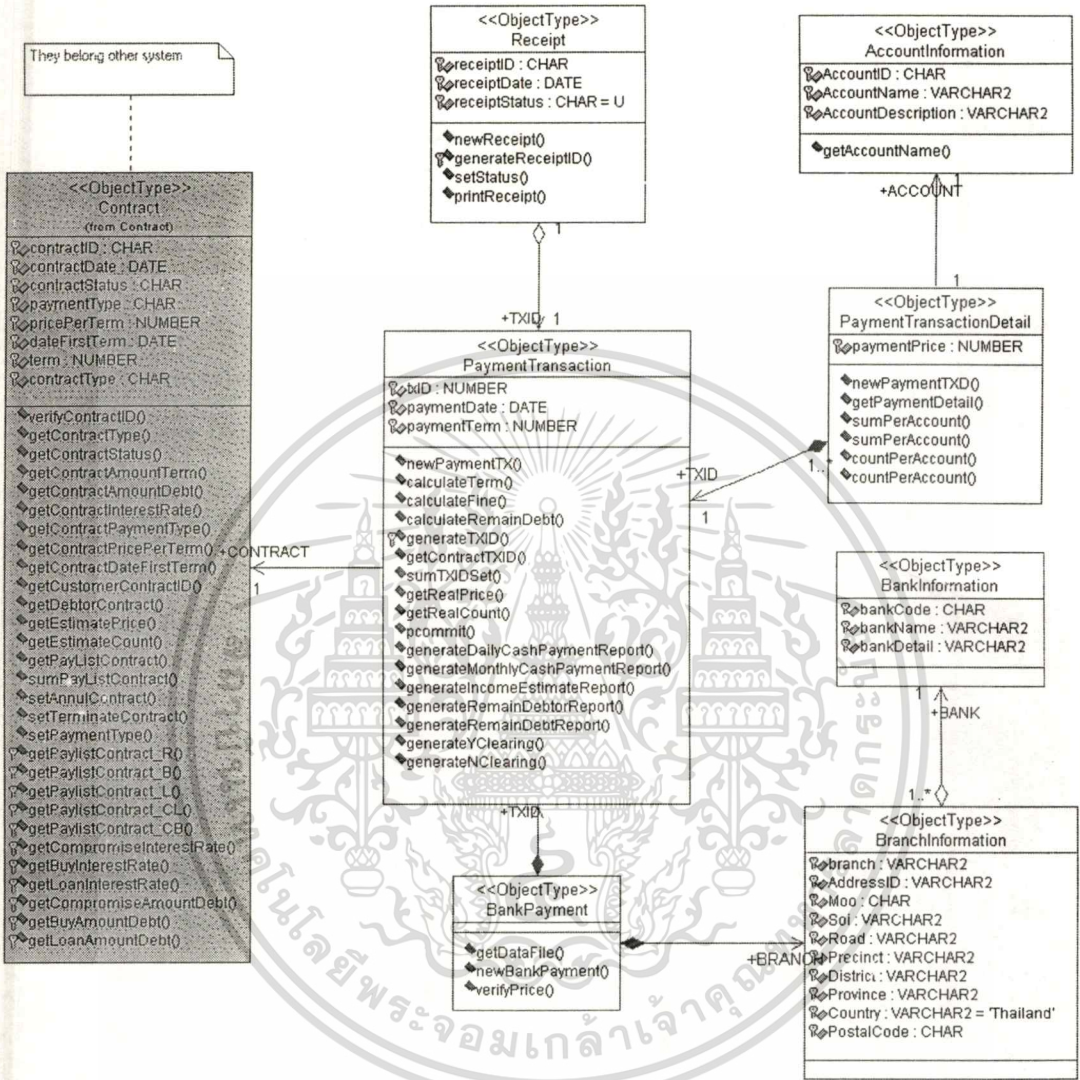 They belong other system
<<ObjectType>>
Contract
(from Contract)
contractID : CHAR
contractDate : DATE
contractStatus : CHAR
paymentType : CHAR
pricePerTerm : NUMBER
dateFirstTerm : DATE
term : NUMBER
contractType : CHAR
verifyContractID()
getContractType()
getContractStatus()
getContractAmountTerm()
getContractAmountDebt()
getContractInterestRate()
getContractPaymentType()
getContractPricePerTerm()
getContractDateFirstTerm()
getCustomerContractID()
getDebtorContract()
getEstimatePrice()
getEstimateCount()
getPayListContract()
sumPayListContract()
setAnnulContract()
setTerminateContract()
setPaymentType()
getPaylistContract_R()
getPaylistContract_B()
getPaylistContract_L()
getPaylistContract_CL()
getPaylistContract_CB()
getCompromiseInterestRate()
getBuyInterestRate()
getLoanInterestRate()
getCompromiseAmountDebt()
getBuyAmountDebt()
getLoanAmountDebt()
+CONTRACT
1
<<ObjectType>>
Receipt
receiptID : CHAR
receiptDate : DATE
receiptStatus : CHAR = U
newReceipt()
generateReceiptID()
setStatus()
printReceipt()
1
+TXID 1
<<ObjectType>>
PaymentTransaction
txID : NUMBER
paymentDate : DATE
paymentTerm : NUMBER
newPaymentTX()
calculateTerm()
calculateFine()
calculateRemainDebt()
generateTXID()
getContractTXID()
sumTXIDSet()
getRealPrice()
getRealCount()
pcommit()
generateDailyCashPaymentReport()
generateMonthlyCashPaymentReport()
generateIncomeEstimateReport()
generateRemainDebtorReport()
generateRemainDebtReport()
generateYClearing()
generateNClearing()
+TXID
<<ObjectType>>
BankPayment
getDataFile()
newBankPayment()
verifyPrice()
+BRANCH
<<ObjectType>>
AccountInformation
AccountID : CHAR
AccountName : VARCHAR2
AccountDescription : VARCHAR2
getAccountName()
1
+ACCOUNT
1
<<ObjectType>>
PaymentTransactionDetail
paymentPrice : NUMBER
newPaymentTXD()
getPaymentDetail()
sumPerAccount()
sumPerAccount()
countPerAccount()
countPerAccount()
1..*
+TXID
1
<<ObjectType>>
BankInformation
bankCode : CHAR
bankName : VARCHAR2
bankDetail : VARCHAR2
1
+BANK
1..*
<<ObjectType>>
BranchInformation
branch : VARCHAR2
AddressID : VARCHAR2
Moo : CHAR
Soi : VARCHAR2
Road : VARCHAR2
Precinct : VARCHAR2
District : VARCHAR2
Province : VARCHAR2
Country : VARCHAR2 = 'Thailand'
PostalCode : CHAR